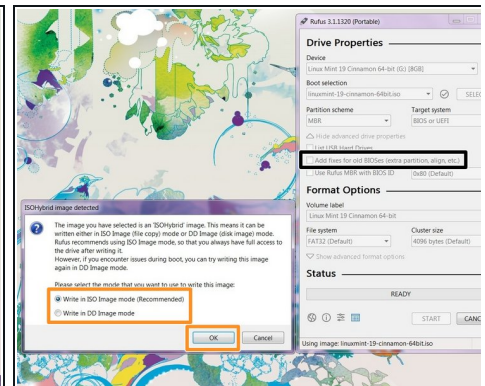 Rufus 3.1.1320 (Portable)
Drive Properties
Device
Linux Mint 19 Cinnamon 64-bit (G:) [8GB]
Boot selection
linuxmint-19-cinnamon-64bit.iso
SELEC
Partition scheme
Target system
MBR
BIOS or UEFI
Hide advanced drive properties
List USB Hard Drives
Add fixes for old BIOSes (extra partition, align, etc.)
Use Rufus MBR with BIOS ID
0x80 (Default)
Format Options
Volume label
Linux Mint 19 Cinnamon 64-bit
File system
Cluster size
FAT32 (Default)
4096 bytes (Default)
Show advanced format options
Status
READY
START
CANC
Using image: linuxmint-19-cinnamon-64bit.iso
ISOHybrid image detected
The image you have selected is an 'ISOHybrid' image. This means it can be
written either in ISO Image (file copy) mode or DD Image (disk image) mode.
Rufus recommends using ISO Image mode, so that you always have full access to
the drive after writing it.
However, if you encounter issues during boot, you can try writing this image
again in DD Image mode.
Please select the mode that you want to use to write this image:
Write in ISO Image mode (Recommended)
Write in DD Image mode
OK
Cancel